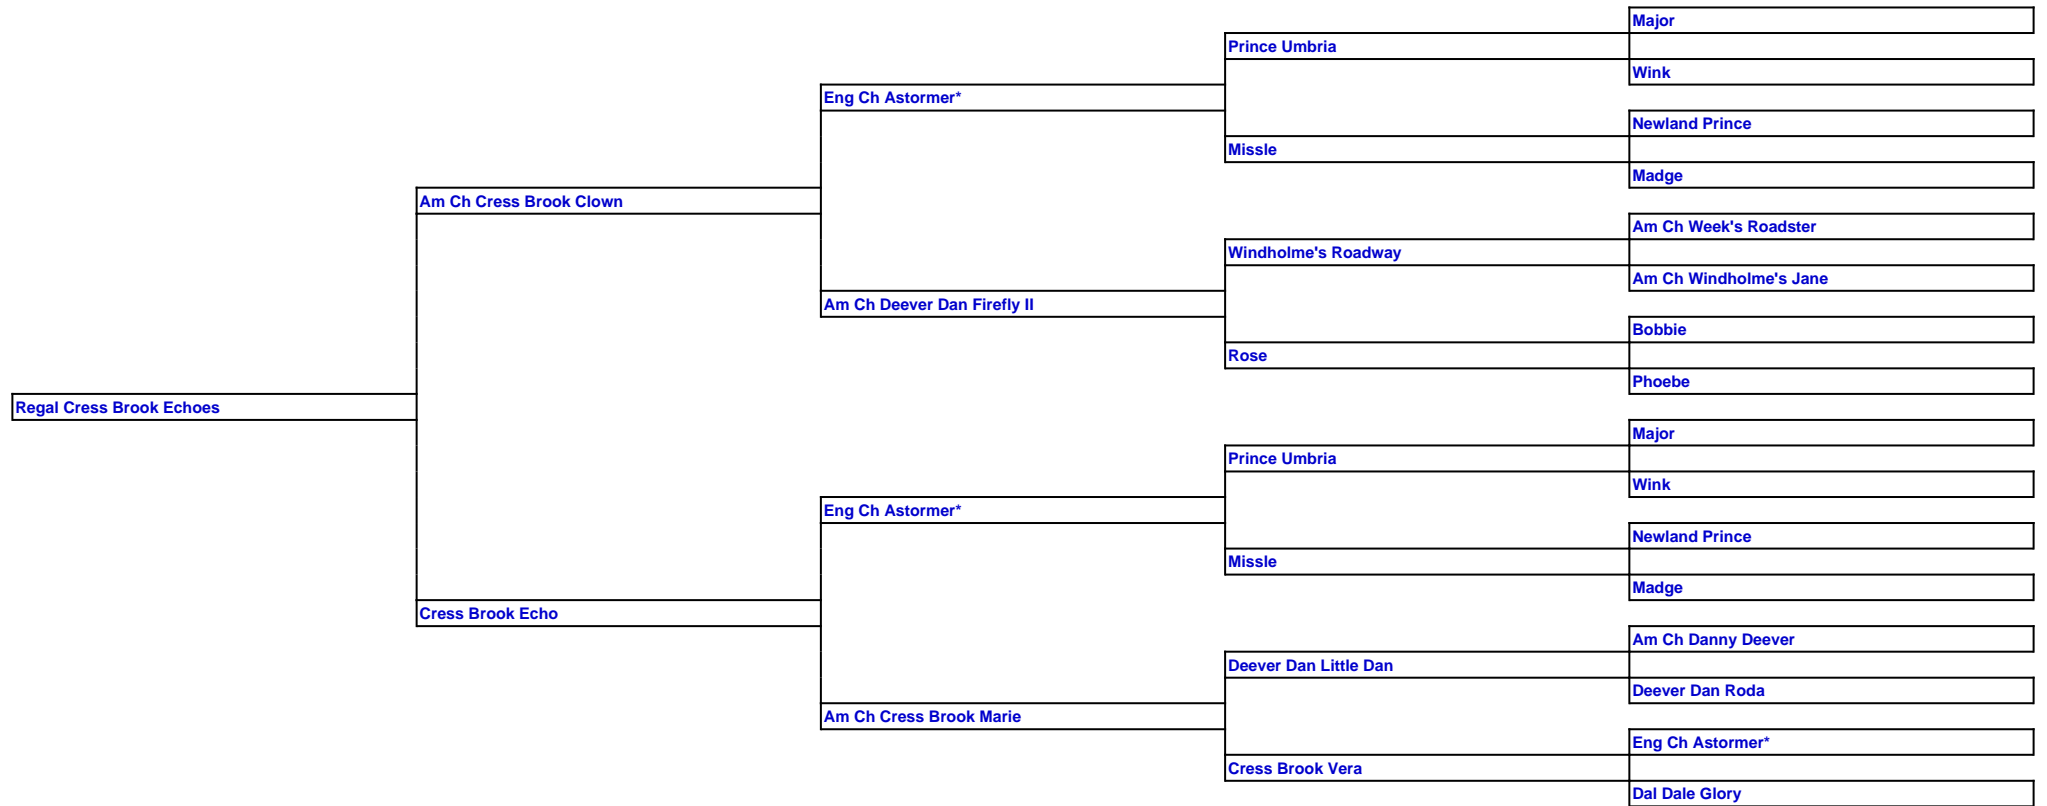 Major
Prince Umbria
Wink
Eng Ch Astormer*
Newland Prince
Missle
Madge
Am Ch Cress Brook Clown
Am Ch Week's Roadster
Windholme's Roadway
Am Ch Windholme's Jane
Am Ch Deever Dan Firefly II
Bobbie
Rose
Phoebe
Regal Cress Brook Echoes
Major
Prince Umbria
Wink
Eng Ch Astormer*
Newland Prince
Missle
Madge
Cress Brook Echo
Am Ch Danny Deever
Deever Dan Little Dan
Deever Dan Roda
Am Ch Cress Brook Marie
Eng Ch Astormer*
Cress Brook Vera
Dal Dale Glory